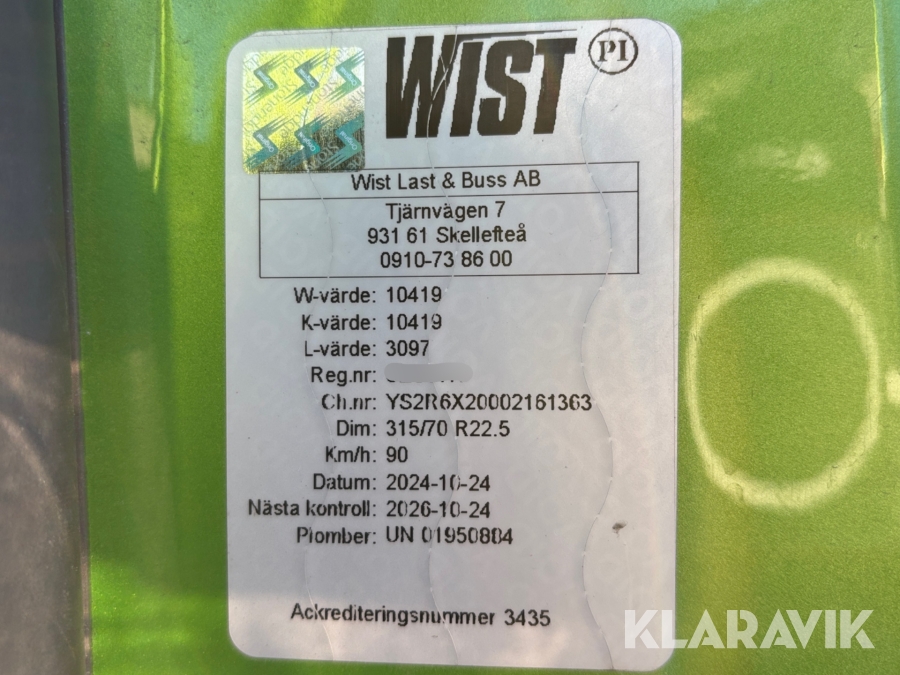 WIST PI
Wist Last & Buss AB
Tjärnvägen 7
931 61 Skellefteå
0910-73 86 00
W-värde: 10419
K-värde: 10419
L-värde: 3097
Reg.nr:
Ch.nr: YS2R6X20002161363
Dim: 315/70 R22.5
Km/h: 90
Datum: 2024-10-24
Nästa kontroll: 2026-10-24
Plomber: UN 01950884
Ackrediteringsnummer 3435
KLARAVIK